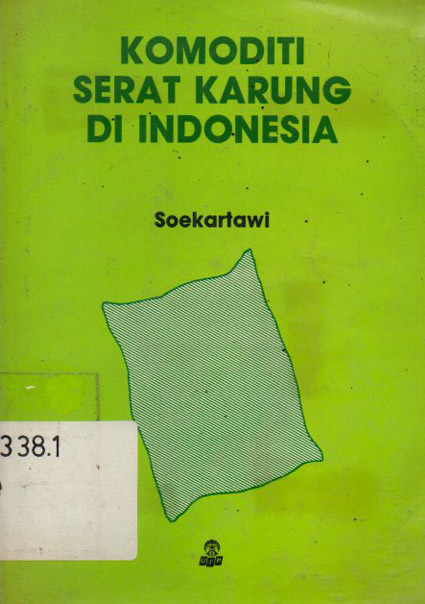 KOMODITI
SERAT KARUNG
DI INDONESIA
Soekartawi
338.1